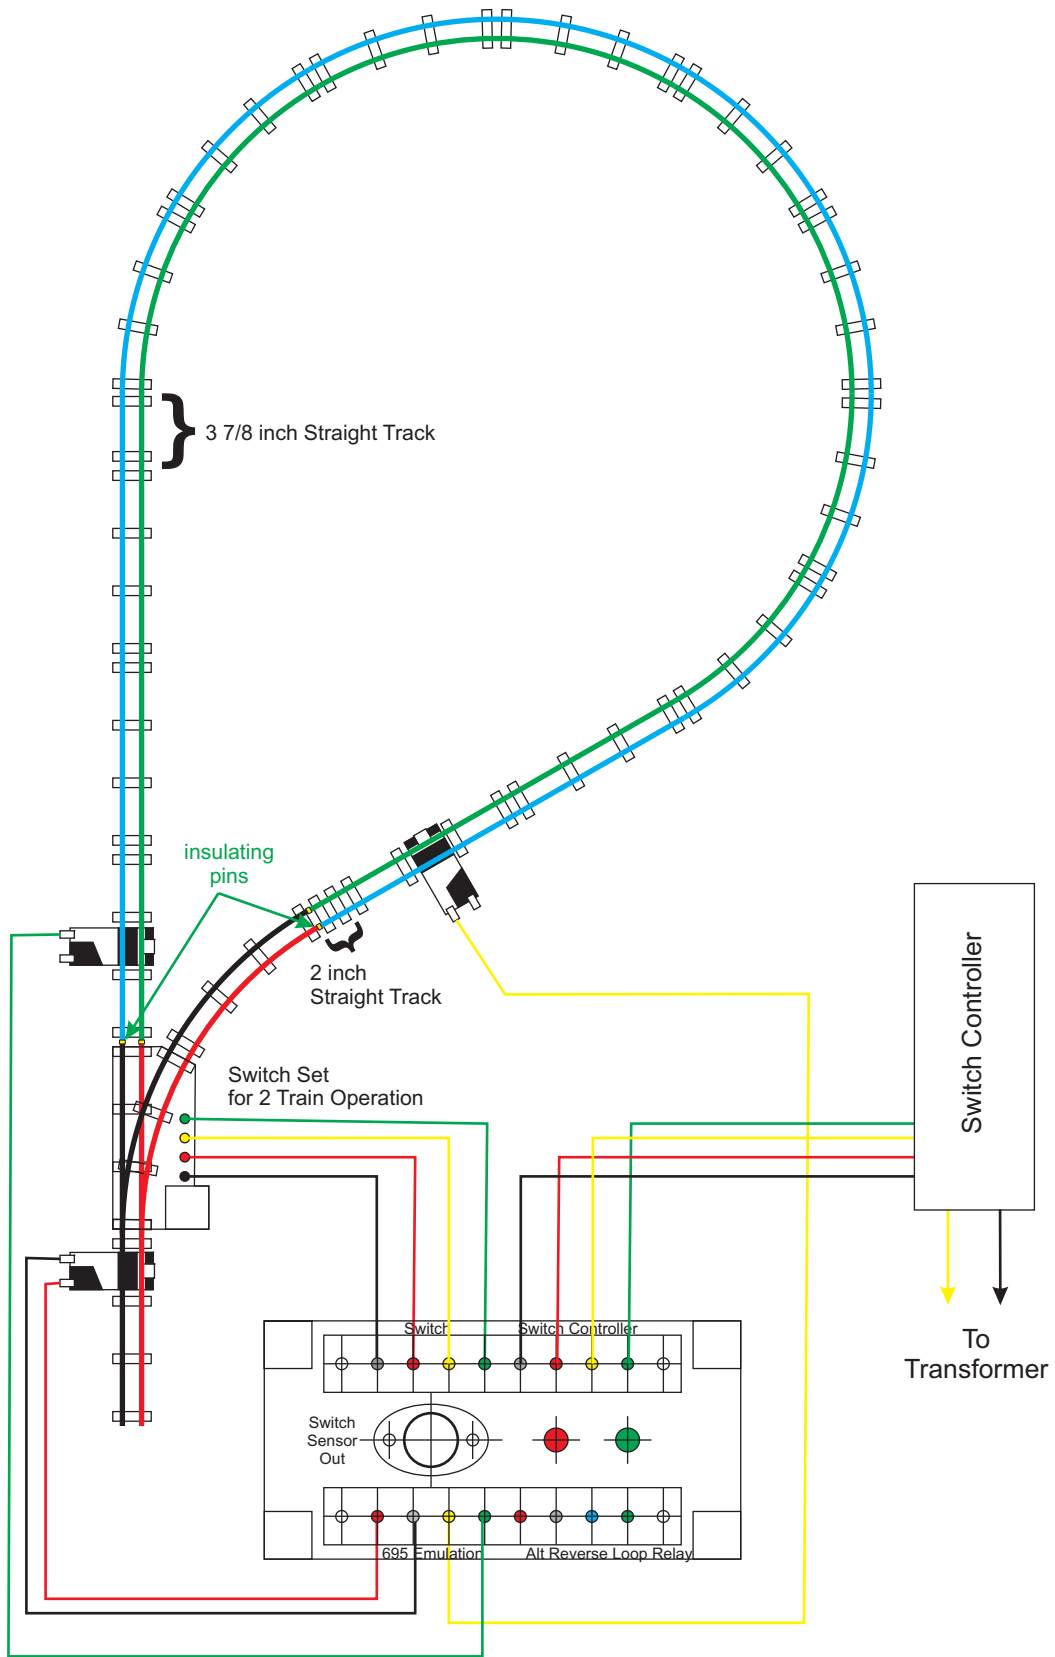 3 7/8 inch Straight Track
insulating
pins
2 inch
Straight Track
Switch Set
for 2 Train Operation
Switch Controller
To
Transformer
Switch
Switch Controller
Switch
Sensor
Out
695 Emulation
Alt Reverse Loop Relay